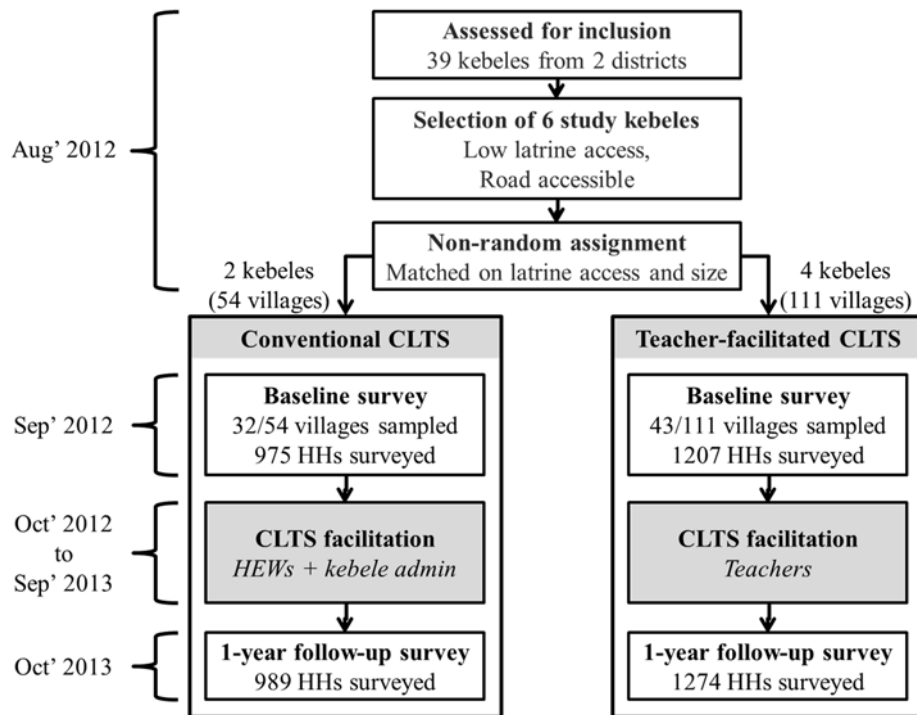 Assessed for inclusion
39 kebeles from 2 districts
Aug' 2012
Selection of 6 study kebeles
Low latrine access,
Road accessible
Non-random assignment
Matched on latrine access and size
2 kebeles
(54 villages)
4 kebeles
(111 villages)
Conventional CLTS
Teacher-facilitated CLTS
Sep' 2012
Baseline survey
32/54 villages sampled
975 HHs surveyed
Baseline survey
43/111 villages sampled
1207 HHs surveyed
Oct' 2012
to
Sep' 2013
CLTS facilitation
HEWs + kebele admin
CLTS facilitation
Teachers
Oct' 2013
1-year follow-up survey
989 HHs surveyed
1-year follow-up survey
1274 HHs surveyed